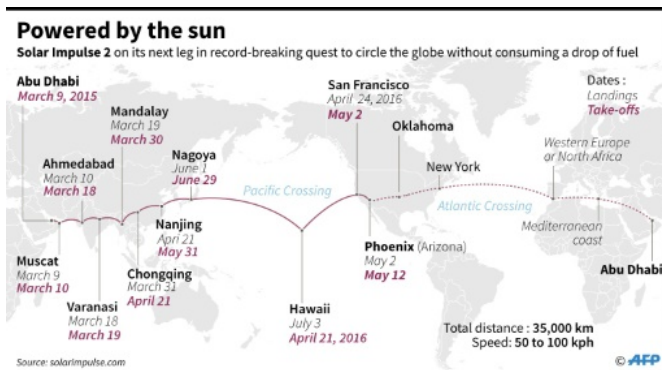 Powered by the sun
Solar Impulse 2 on its next leg in record-breaking quest to circle the globe without consuming a drop of fuel
Abu Dhabi
March 9, 2015
Mandalay
March 19
March 30
Ahmedabad
March 10
March 18
Nagoya
June 1
June 29
San Francisco
April 24, 2016
May 2
Oklahoma
New York
Dates :
Landings
Take-offs
Western Europe
or North Africa
Pacific Crossing
Atlantic Crossing
Mediterranean
coast
Muscat
March 9
March 10
Varanasi
March 18
March 19
Chongqing
March 31
April 21
Nanjing
Apri 21
May 31
Hawaii
July 3
April 21, 2016
Phoenix (Arizona)
May 2
May 12
Abu Dhabi
Total distance : 35,000 km
Speed: 50 to 100 kph
Source: solarimpulse.com
© AFP